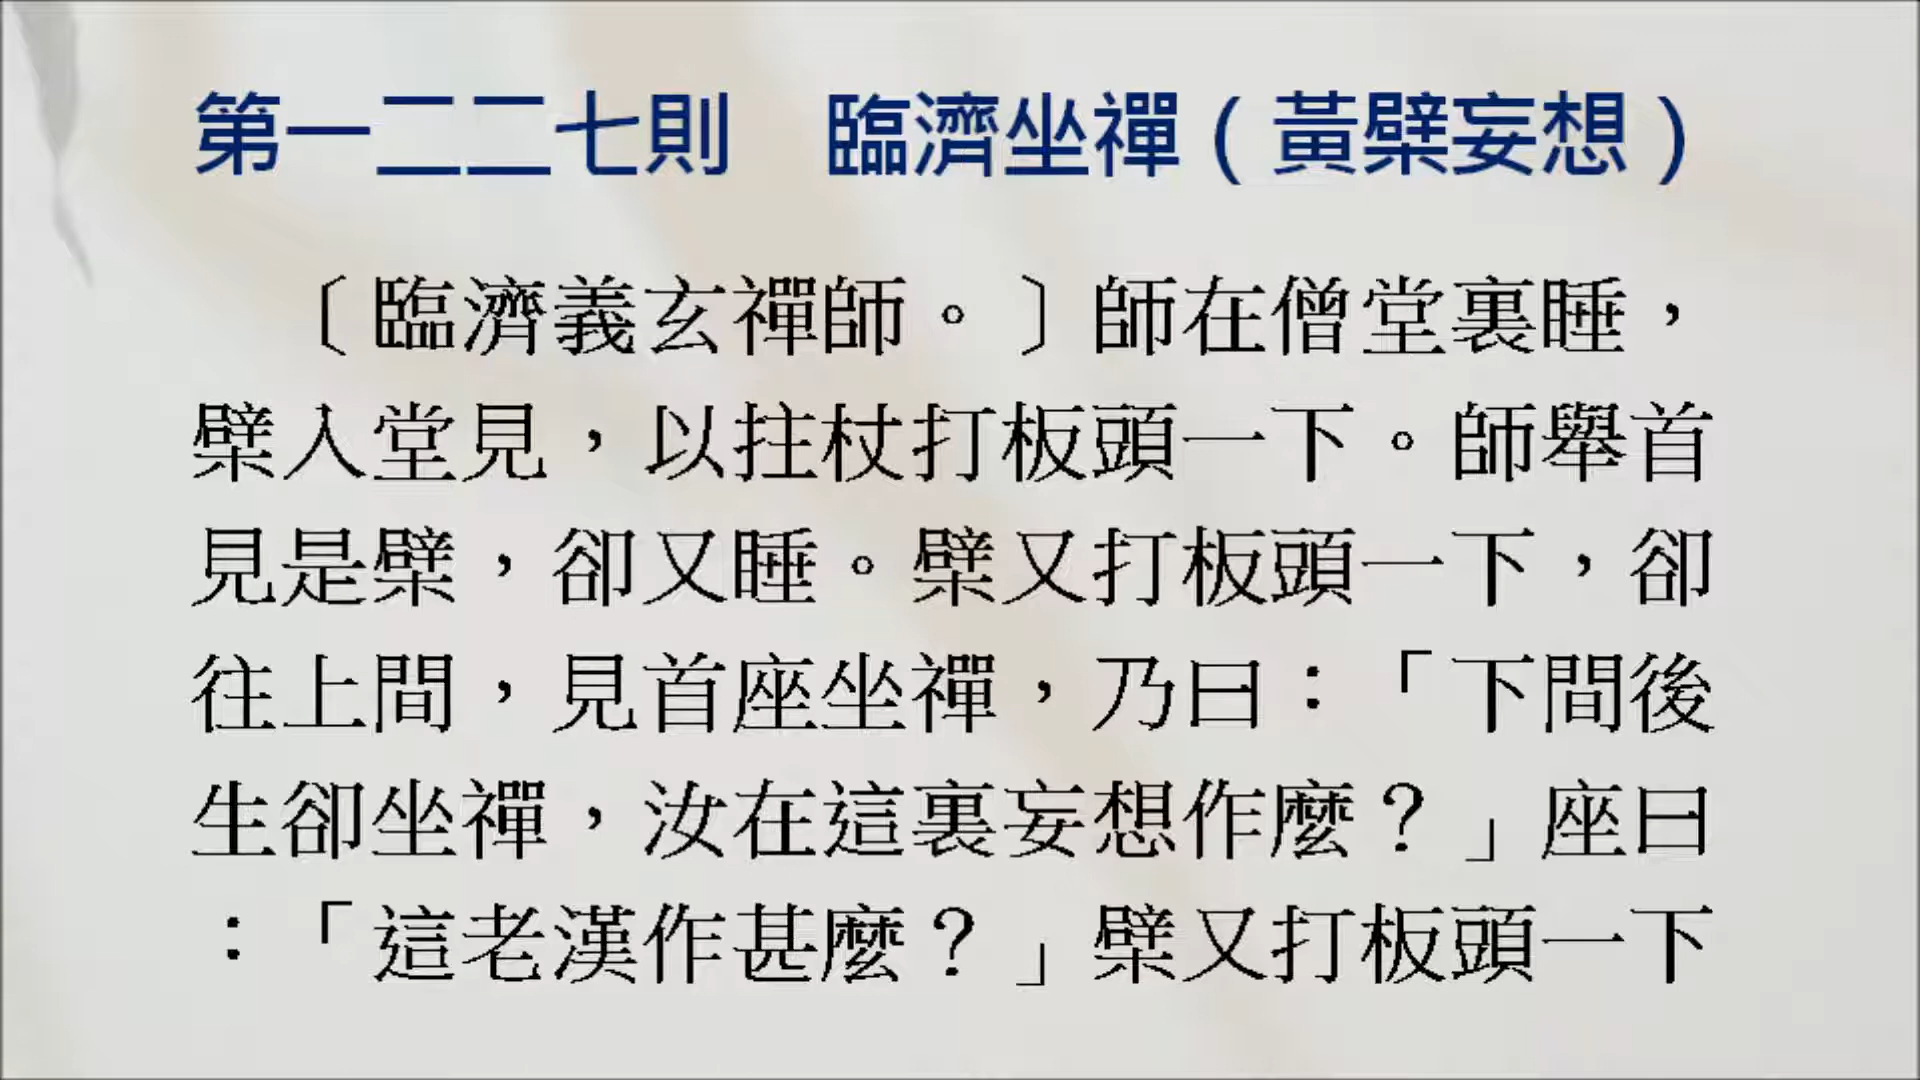 第一二二七則　臨濟坐禪（黃檗妄想）
〔臨濟義玄禪師。〕師在僧堂裏睡，
檗入堂見，以拄杖打板頭一下。師舉首
見是檗，卻又睡。檗又打板頭一下，卻
往上間，見首座坐禪，乃曰：「下間後
生卻坐禪，汝在這裏妄想作麼？」座曰
：「這老漢作甚麼？」檗又打板頭一下